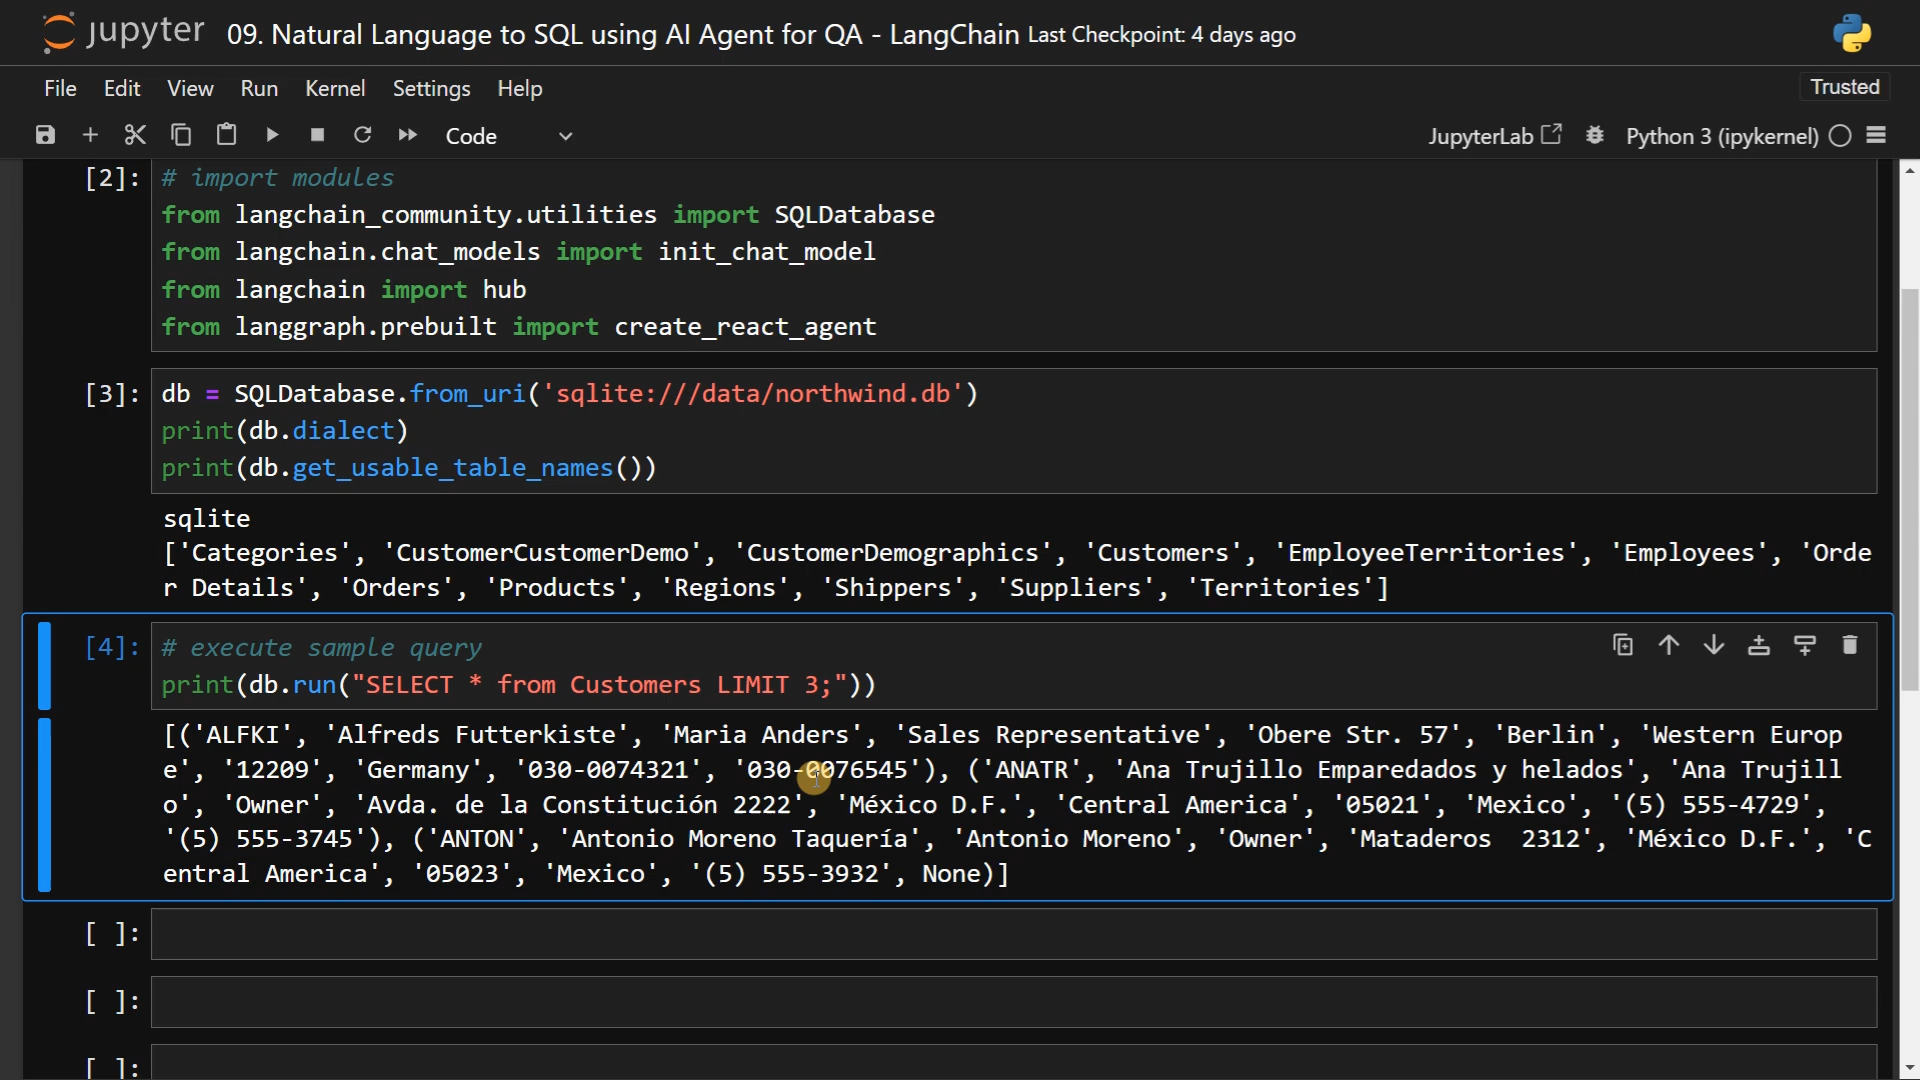 jupyter 09. Natural Language to SQL using AI Agent for QA - LangChain Last Checkpoint: 4 days ago
File Edit View Run Kernel Settings Help Trusted
Code JupyterLab Python 3 (ipykernel)
[2]: # import modules
from langchain_community.utilities import SQLDatabase
from langchain.chat_models import init_chat_model
from langchain import hub
from langgraph.prebuilt import create_react_agent
[3]: db = SQLDatabase.from_uri('sqlite:///data/northwind.db')
print(db.dialect)
print(db.get_usable_table_names())
sqlite
['Categories', 'CustomerCustomerDemo', 'CustomerDemographics', 'Customers', 'EmployeeTerritories', 'Employees', 'Orde
r Details', 'Orders', 'Products', 'Regions', 'Shippers', 'Suppliers', 'Territories']
[4]: # execute sample query
print(db.run("SELECT * from Customers LIMIT 3;"))
[('ALFKI', 'Alfreds Futterkiste', 'Maria Anders', 'Sales Representative', 'Obere Str. 57', 'Berlin', 'Western Europ
e', '12209', 'Germany', '030-0074321', '030-0076545'), ('ANATR', 'Ana Trujillo Emparedados y helados', 'Ana Trujill
o', 'Owner', 'Avda. de la Constitución 2222', 'México D.F.', 'Central America', '05021', 'Mexico', '(5) 555-4729',
'(5) 555-3745'), ('ANTON', 'Antonio Moreno Taquería', 'Antonio Moreno', 'Owner', 'Mataderos  2312', 'México D.F.', 'C
entral America', '05023', 'Mexico', '(5) 555-3932', None)]
[ ]:
[ ]:
[ ]: